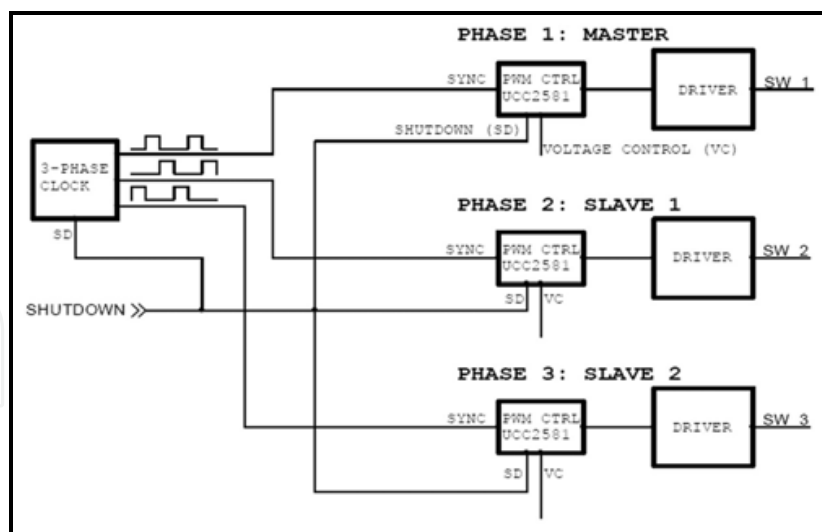 PHASE 1: MASTER
SYNC
PWM CTRL
UCC2581
DRIVER
SW 1
SHUTDOWN (SD)
VOLTAGE CONTROL (VC)
3-PHASE
CLOCK
SD
PHASE 2: SLAVE 1
SYNC
PWM CTRL
UCC2581
DRIVER
SW 2
SD
VC
SHUTDOWN
PHASE 3: SLAVE 2
SYNC
PWM CTRL
UCC2581
DRIVER
SW 3
SD
VC